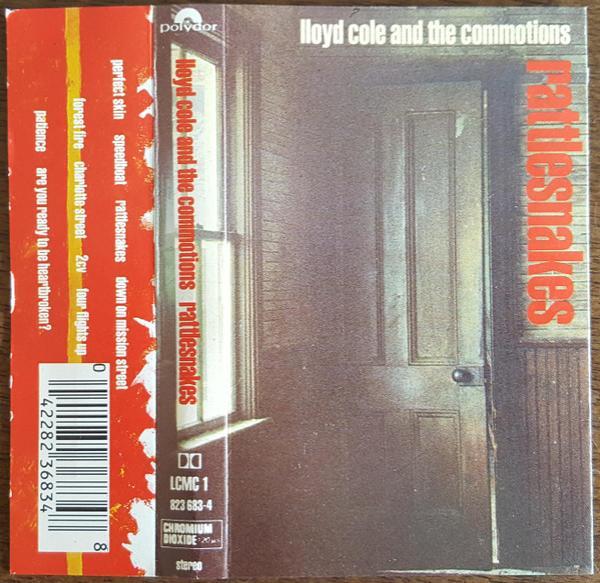 perfect skin speedboat rattlesnakes down on mission street
forest fire charlotte street 2cv four flights up
patience are you ready to be heartbroken?
0 42282 36834 8
polydor
lloyd cole and the commotions rattlesnakes
LCMC 1
823 683-4
CHROMIUM
DIOXIDE
stereo
lloyd cole and the commotions
rattlesnakes